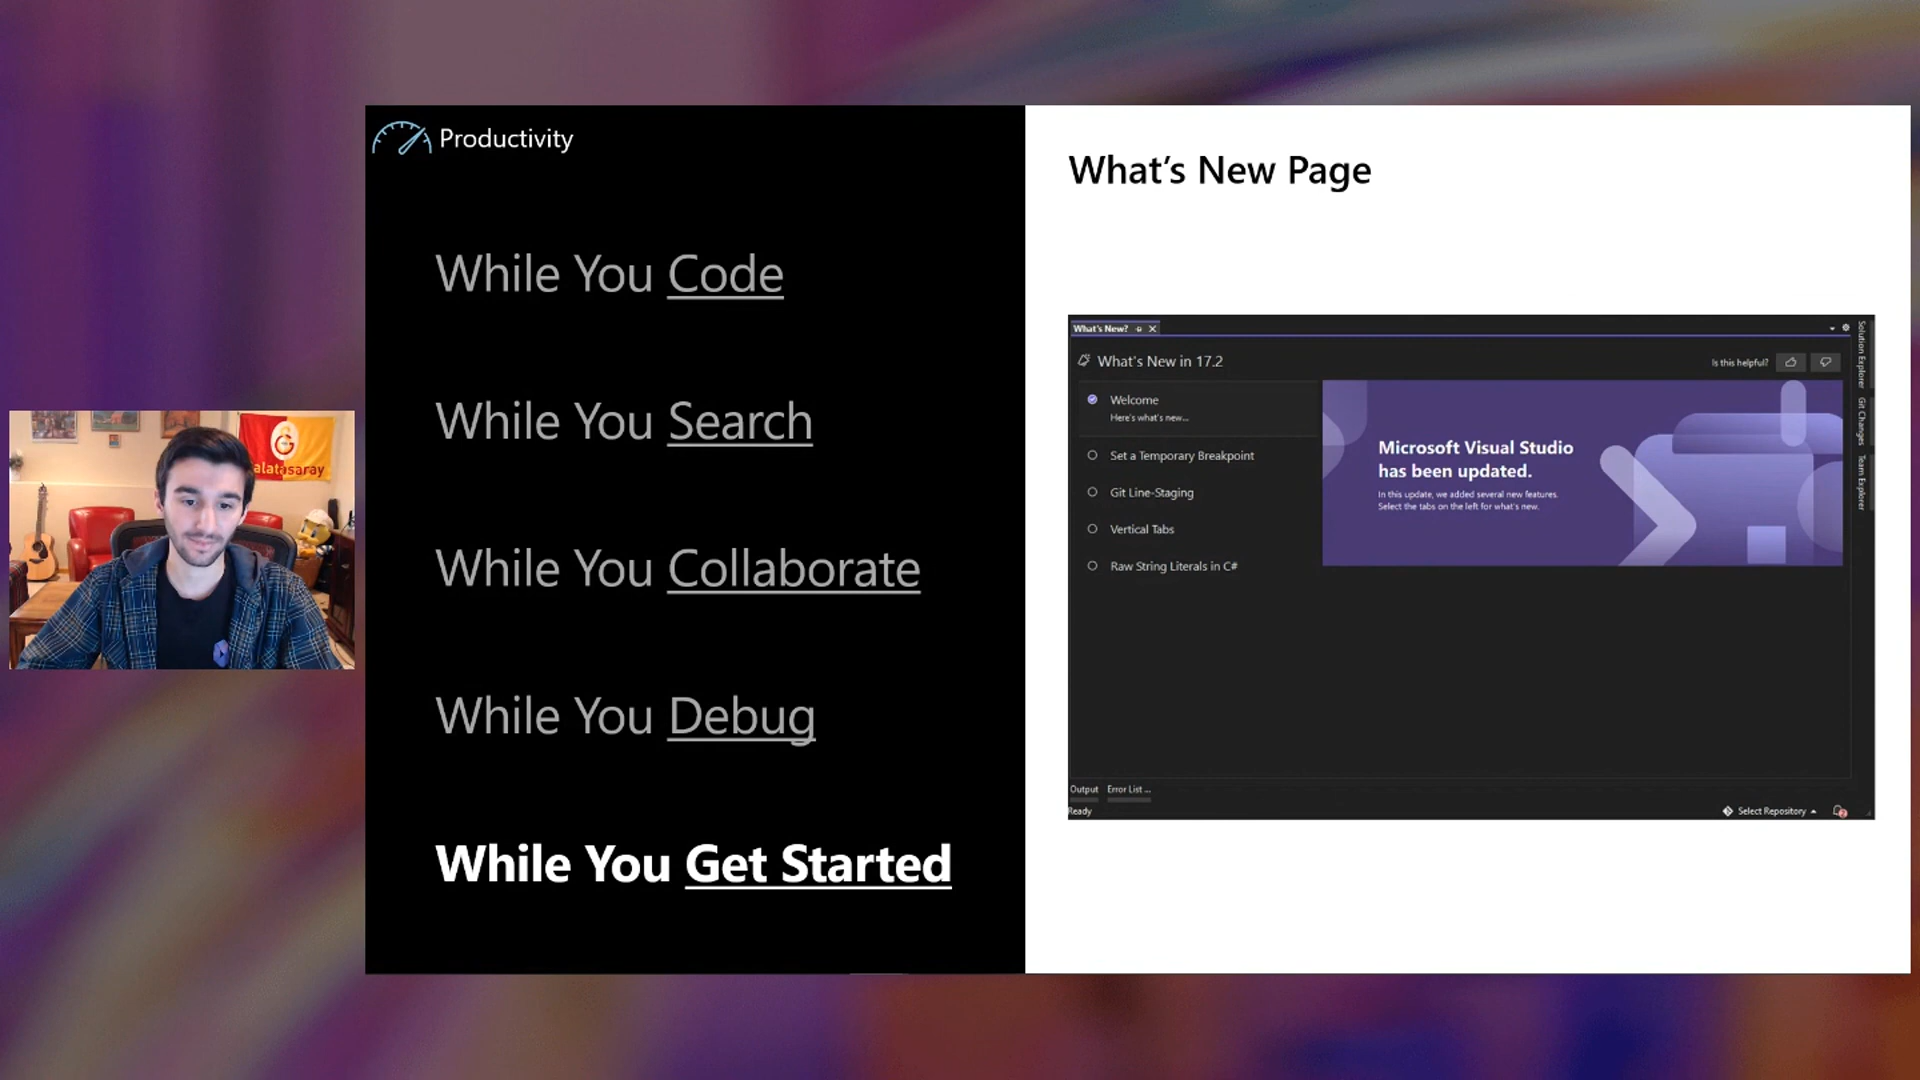 Productivity
While You Code
While You Search
While You Collaborate
While You Debug
While You Get Started
What's New Page
What's New?
What's New in 17.2
Is this helpful?
Welcome
Here's what's new...
Set a Temporary Breakpoint
Git Line-Staging
Vertical Tabs
Raw String Literals in C#
Microsoft Visual Studio
has been updated.
In this update, we added several new features.
Select the tabs on the left for what's new.
Solution Explorer
Git Changes
Team Explorer
Output
Error List ...
Ready
Select Repository
2
alatasaray